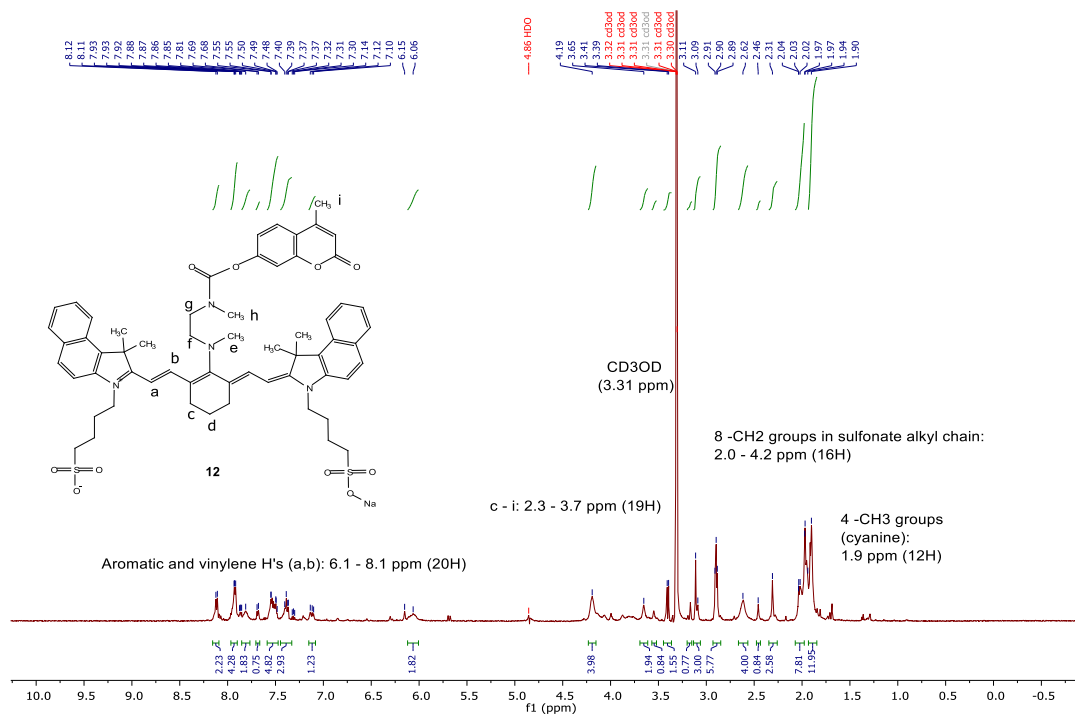 8.12 8.11 7.93 7.93 7.92 7.88 7.87 7.86 7.85 7.81 7.69 7.68 7.55 7.55 7.50 7.49 7.48 7.40 7.39 7.37 7.37 7.32 7.31 7.30 7.14 7.12 7.10 6.15 6.06
4.86 HDO
4.19 3.65 3.41 3.39 3.32 cd3od 3.31 cd3od 3.31 cd3od 3.31 cd3od 3.31 cd3od 3.30 cd3od 3.11 3.09 2.91 2.90 2.89 2.62 2.46 2.31 2.04 2.03 2.02 1.97 1.97 1.94 1.90
CH3 i
O O O O
g N CH3 h
f N CH3 e
H3C CH3 b
H3C CH3
N+ a
c d
N
O S O
O-
12
O S O
O Na
CD3OD
(3.31 ppm)
8 -CH2 groups in sulfonate alkyl chain:
2.0 - 4.2 ppm (16H)
c - i: 2.3 - 3.7 ppm (19H)
4 -CH3 groups
(cyanine):
1.9 ppm (12H)
Aromatic and vinylene H's (a,b): 6.1 - 8.1 ppm (20H)
2.23 4.28 1.83 0.75 4.82 2.93 1.23 1.82 3.98 1.94 0.84 1.55 0.77 3.00 5.77 4.00 0.84 2.58 7.81 11.95
10.0 9.5 9.0 8.5 8.0 7.5 7.0 6.5 6.0 5.5 5.0 4.5 4.0 3.5 3.0 2.5 2.0 1.5 1.0 0.5 0.0 -0.5
f1 (ppm)